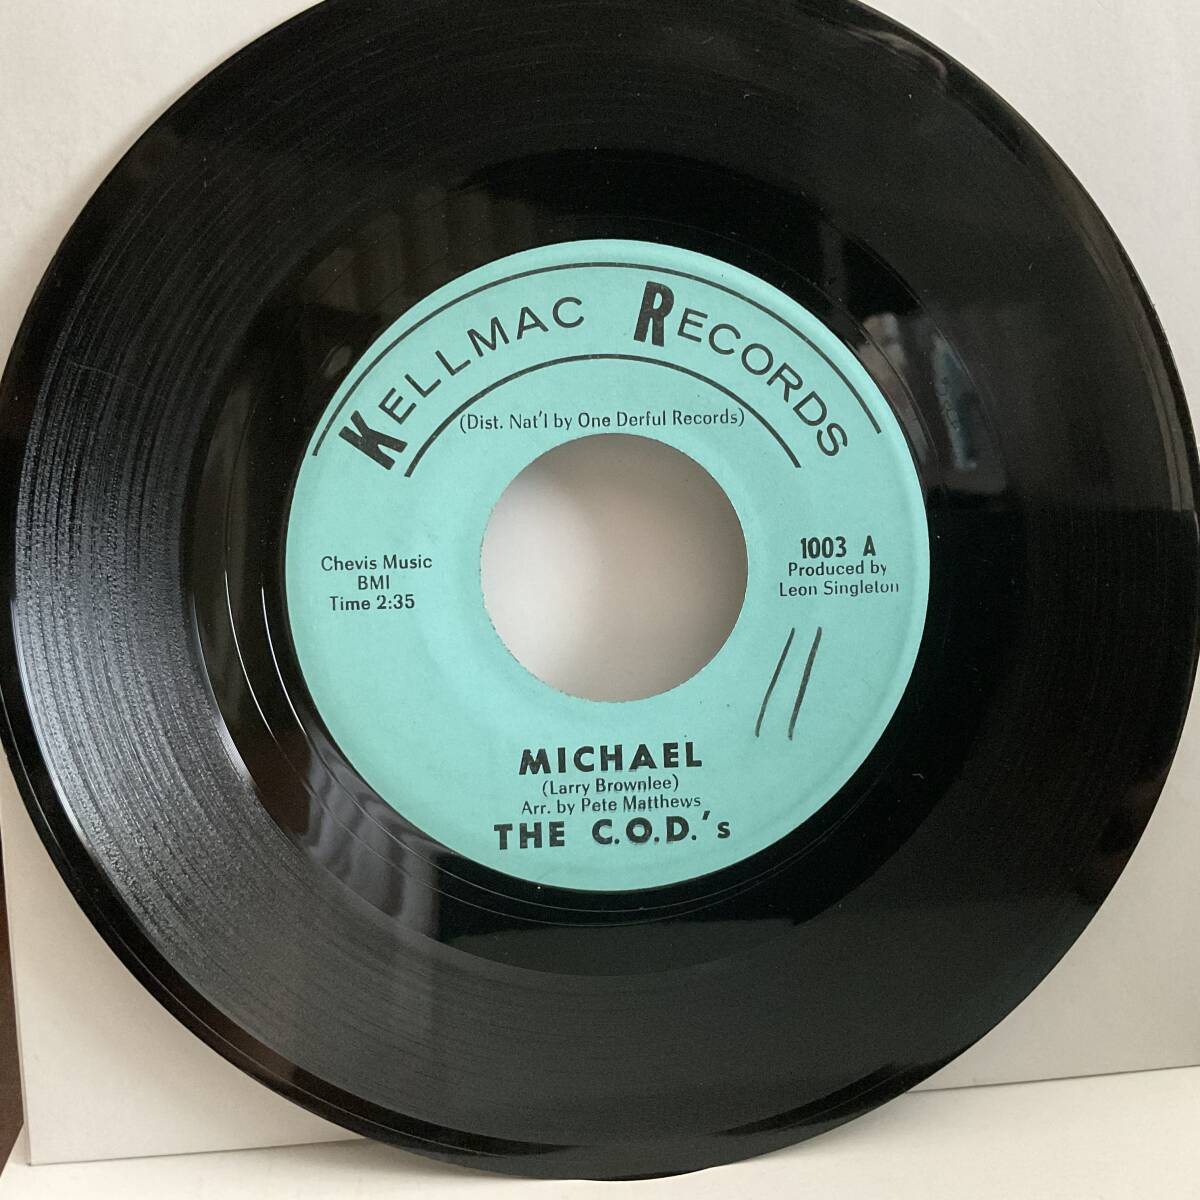 KELLMAC RECORDS
(Dist. Nat'l by One Derful Records)
Chevis Music
BMI
Time 2:35
1003 A
Produced by
Leon Singleton
11
MICHAEL
(Larry Brownlee)
Arr. by Pete Matthews
THE C.O.D.'s